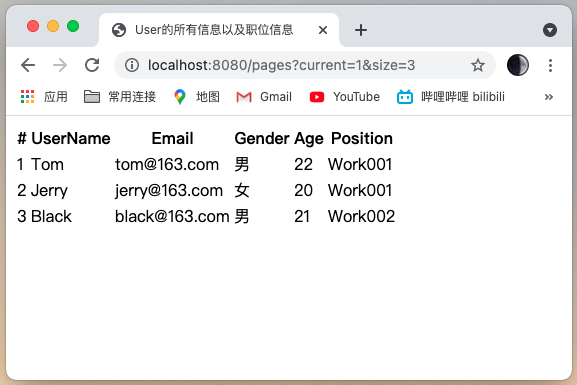 User的所有信息以及职位信息
localhost:8080/pages?current=1&size=3
应用 常用连接 地图 Gmail YouTube 哔哩哔哩 bilibili »
# UserName Email Gender Age Position
1 Tom tom@163.com 男 22 Work001
2 Jerry jerry@163.com 女 20 Work001
3 Black black@163.com 男 21 Work002